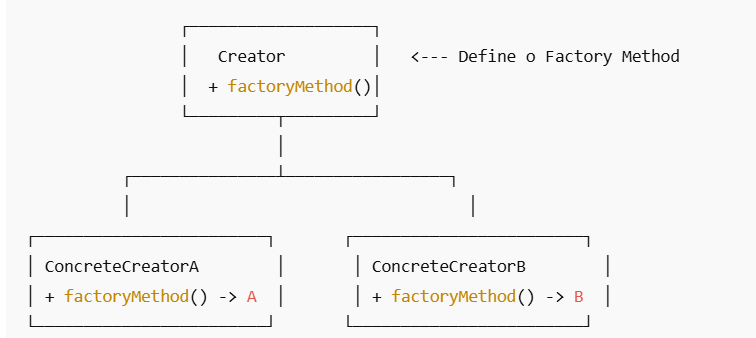 Creator <--- Define o Factory Method
+ factoryMethod()
ConcreteCreatorA
+ factoryMethod() -> A
ConcreteCreatorB
+ factoryMethod() -> B